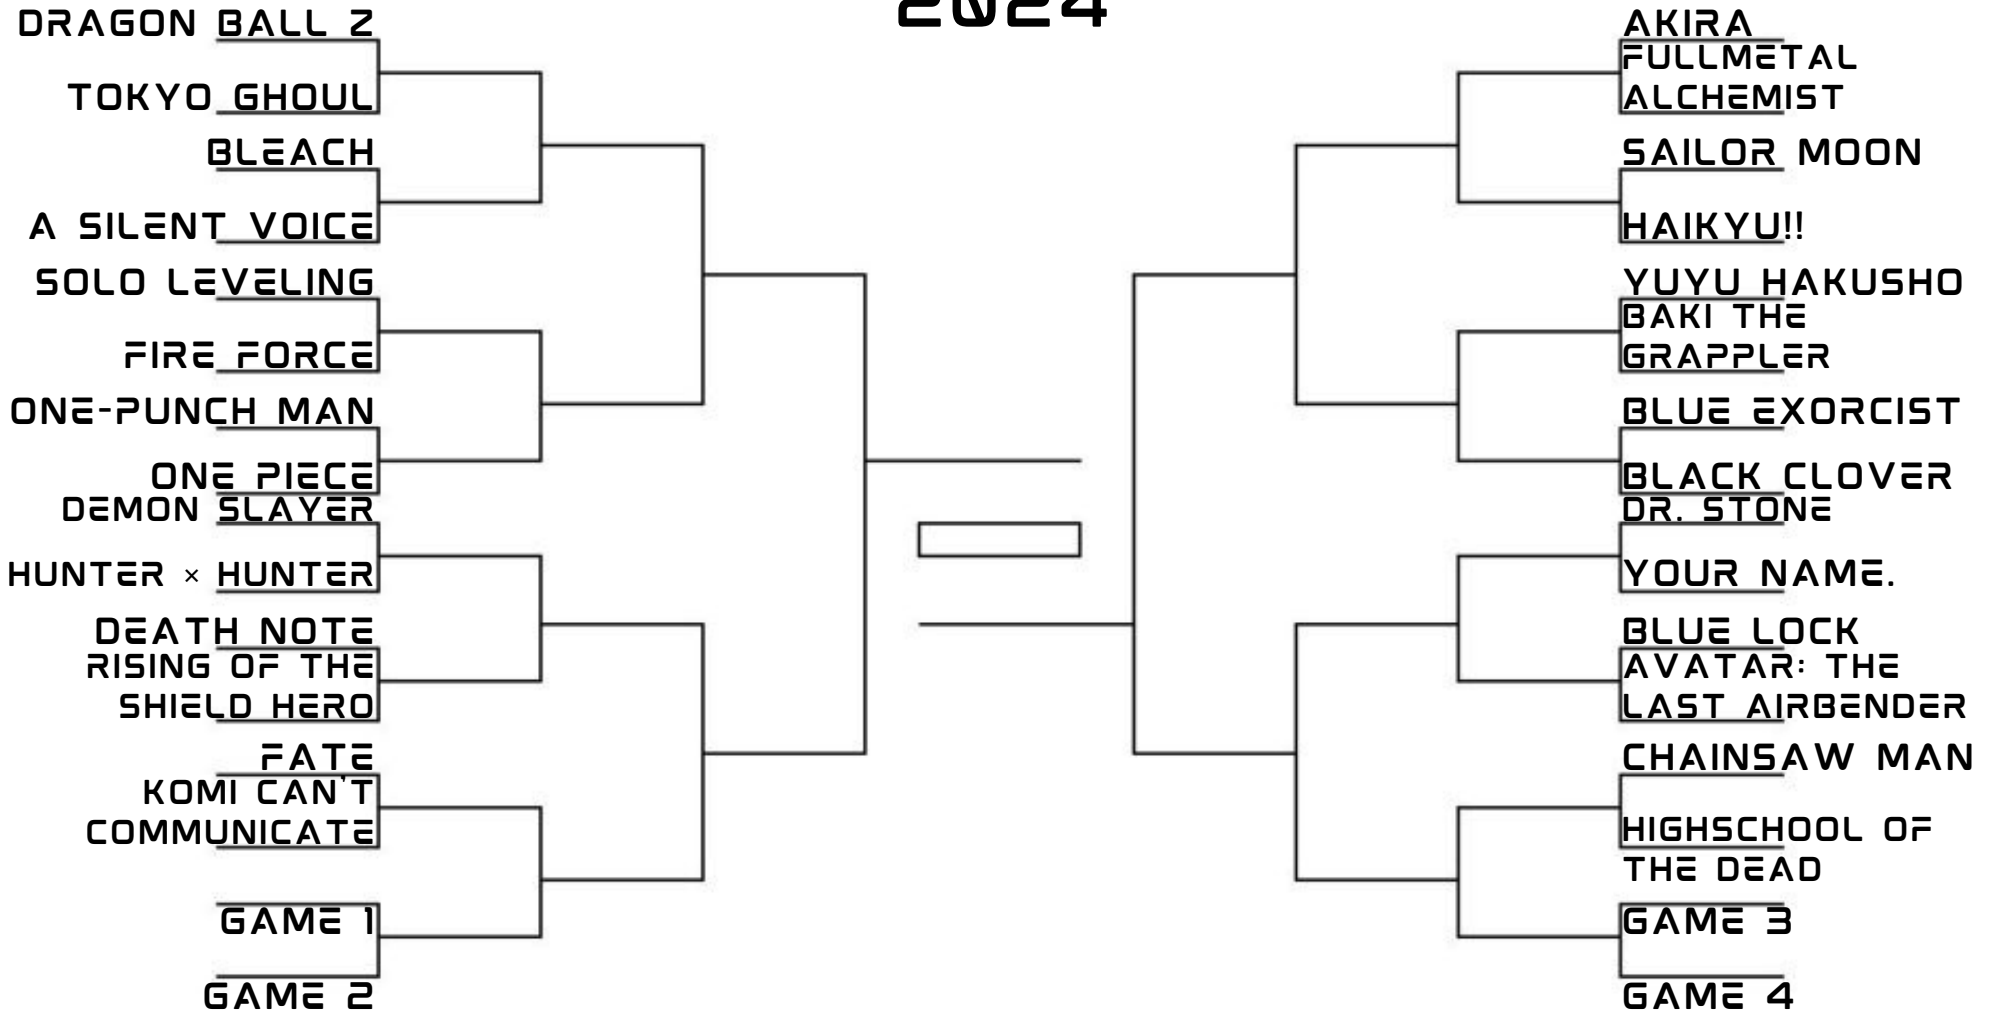 2024
DRAGON BALL Z
TOKYO GHOUL
BLEACH
A SILENT VOICE
SOLO LEVELING
FIRE FORCE
ONE-PUNCH MAN
ONE PIECE
DEMON SLAYER
HUNTER × HUNTER
DEATH NOTE
RISING OF THE
SHIELD HERO
FATE
KOMI CAN'T
COMMUNICATE
GAME 1
GAME 2
AKIRA
FULLMETAL
ALCHEMIST
SAILOR MOON
HAIKYU!!
YUYU HAKUSHO
BAKI THE
GRAPPLER
BLUE EXORCIST
BLACK CLOVER
DR. STONE
YOUR NAME.
BLUE LOCK
AVATAR: THE
LAST AIRBENDER
CHAINSAW MAN
HIGHSCHOOL OF
THE DEAD
GAME 3
GAME 4